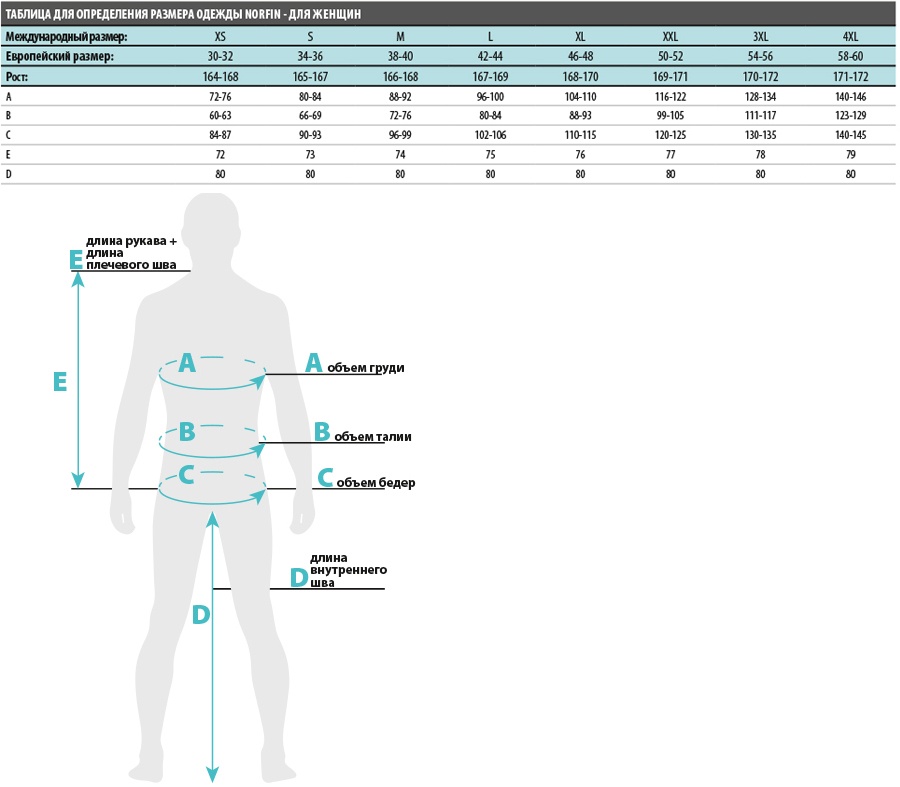 ТАБЛИЦА ДЛЯ ОПРЕДЕЛЕНИЯ РАЗМЕРА ОДЕЖДЫ NORFIN - ДЛЯ ЖЕНЩИН
Международный размер: XS S M L XL XXL 3XL 4XL
Европейский размер: 30-32 34-36 38-40 42-44 46-48 50-52 54-56 58-60
Рост: 164-168 165-167 166-168 167-169 168-170 169-171 170-172 171-172
A 72-76 80-84 88-92 96-100 104-110 116-122 128-134 140-146
B 60-63 66-69 72-76 80-84 88-93 99-105 111-117 123-129
C 84-87 90-93 96-99 102-106 110-115 120-125 130-135 140-145
E 72 73 74 75 76 77 78 79
D 80 80 80 80 80 80 80 80
длина рукава +
E длина
плечевого шва
A A объем груди
E
B B объем талии
C C объем бедер
длина
D внутреннего
шва
D